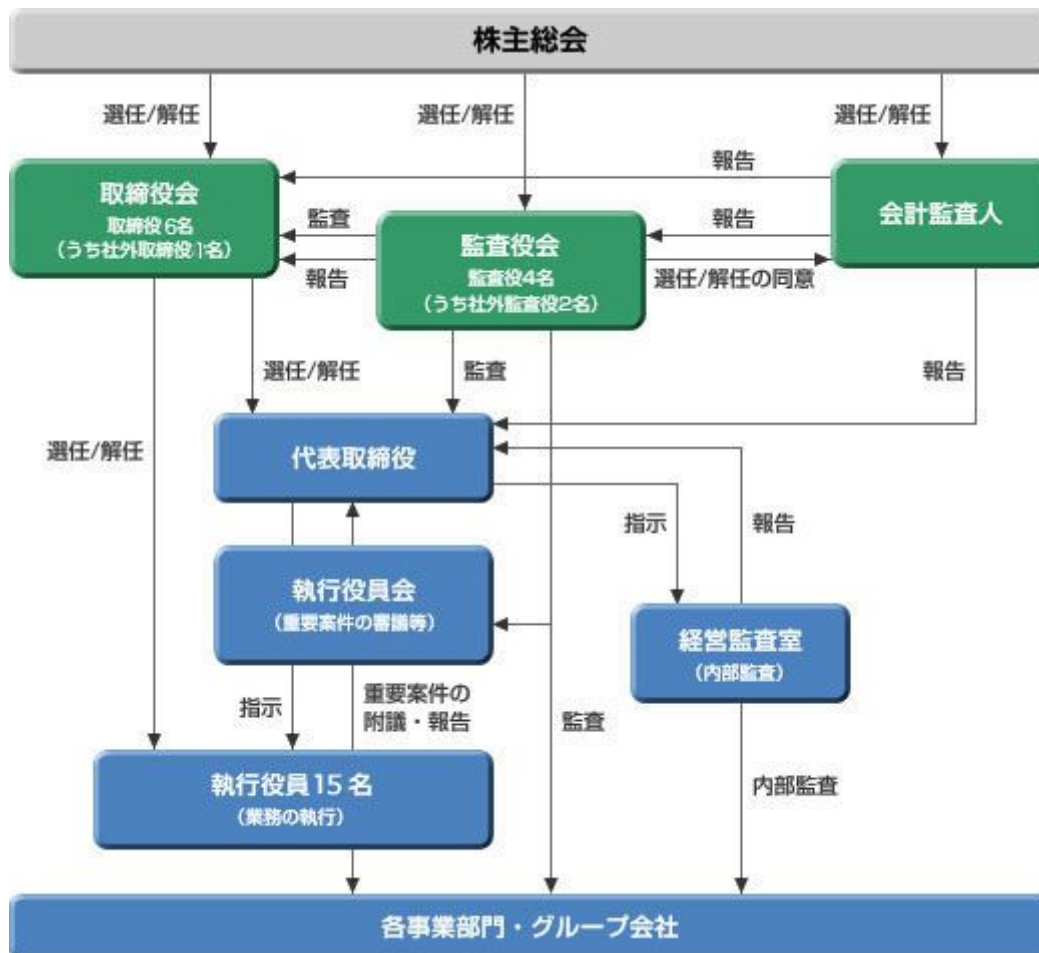 株主総会
選任/解任
選任/解任
選任/解任
取締役会
取締役6名
(うち社外取締役1名)
監査
報告
監査役会
監査役4名
(うち社外監査役2名)
報告
報告
選任/解任の同意
会計監査人
選任/解任
選任/解任
監査
報告
代表取締役
指示
報告
執行役員会
(重要案件の審議等)
経営監査室
(内部監査)
指示
重要案件の
附議・報告
監査
内部監査
執行役員15名
(業務の執行)
各事業部門・グループ会社